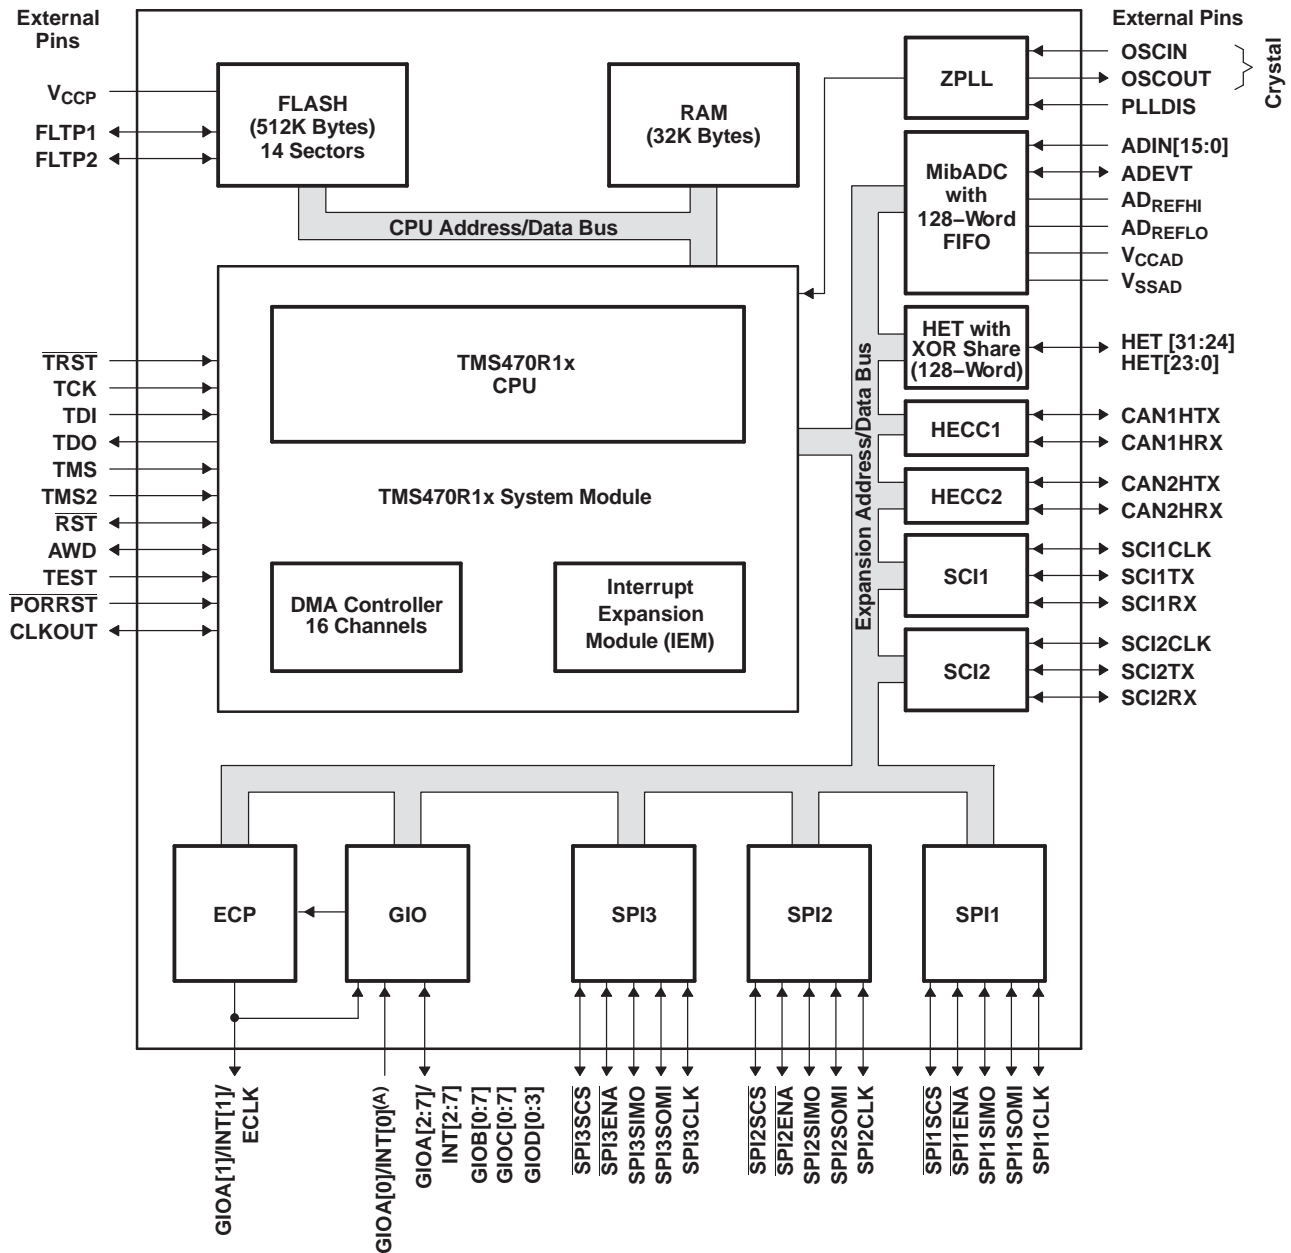 External
Pins
External Pins
VCCP
FLTP1
FLTP2
FLASH
(512K Bytes)
14 Sectors
RAM
(32K Bytes)
ZPLL
OSCIN
OSCOUT
PLLDIS
Crystal
CPU Address/Data Bus
MibADC
with
128–Word
FIFO
ADIN[15:0]
ADEVT
ADREFHI
ADREFLO
VCCAD
VSSAD
TMS470R1x
CPU
HET with
XOR Share
(128–Word)
HET [31:24]
HET[23:0]
TRST
TCK
TDI
TDO
TMS
TMS2
RST
AWD
TEST
PORRST
CLKOUT
TMS470R1x System Module
DMA Controller
16 Channels
Interrupt
Expansion
Module (IEM)
Expansion Address/Data Bus
HECC1
CAN1HTX
CAN1HRX
HECC2
CAN2HTX
CAN2HRX
SCI1
SCI1CLK
SCI1TX
SCI1RX
SCI2
SCI2CLK
SCI2TX
SCI2RX
ECP
GIO
SPI3
SPI2
SPI1
GIOA[1]/INT[1]/
ECLK
GIOA[0]/INT[0](A)
GIOA[2:7]/
INT[2:7]
GIOB[0:7]
GIOC[0:7]
GIOD[0:3]
SPI3SCS
SPI3ENA
SPI3SIMO
SPI3SOMI
SPI3CLK
SPI2SCS
SPI2ENA
SPI2SIMO
SPI2SOMI
SPI2CLK
SPI1SCS
SPI1ENA
SPI1SIMO
SPI1SOMI
SPI1CLK